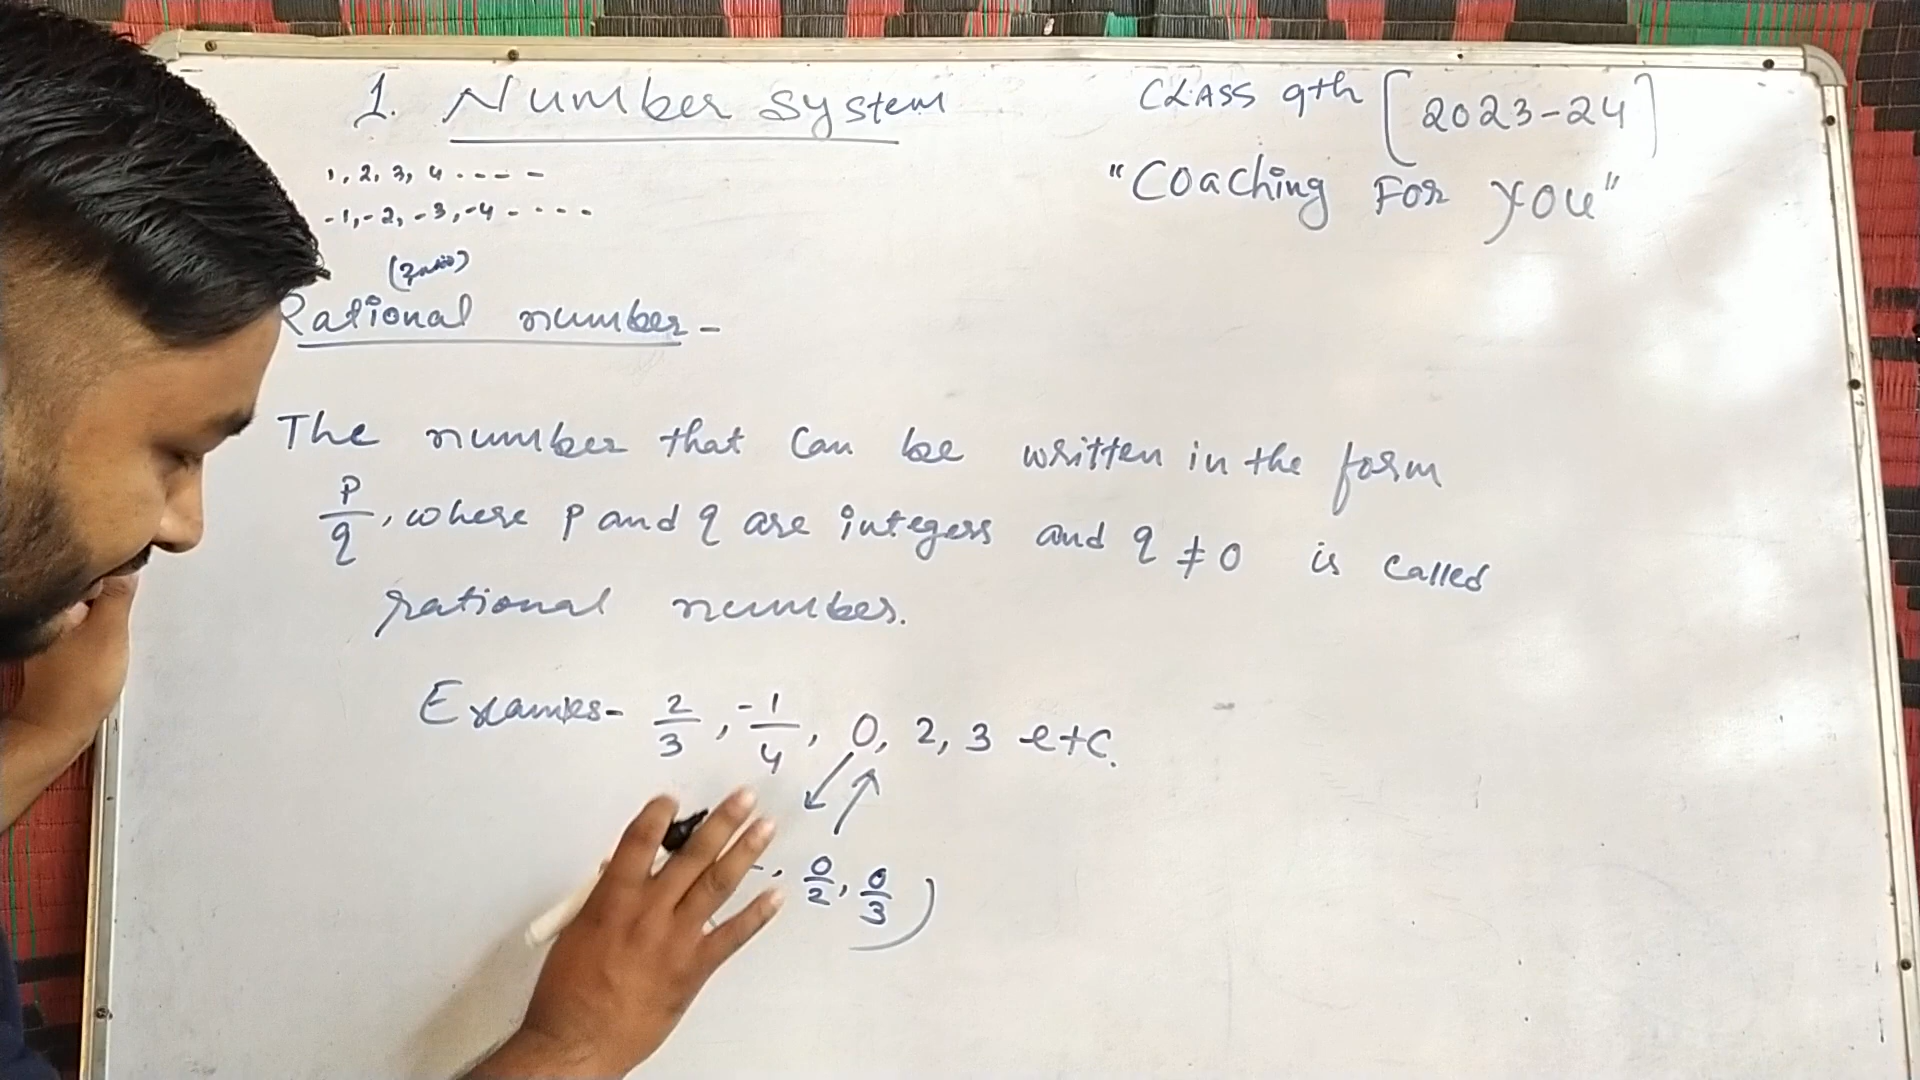 1. Number System
CLASS 9th [2023-24]
"Coaching For YOU"
1, 2, 3, 4 ----
-1, -2, -3, -4 ----
Rational number-
The number that can be written in the form
p/q, where p and q are integers and q ≠ 0 is called
rational number.
Examles- 2/3, -1/4, 0, 2, 3 etc.
, 0/2, 0/3)